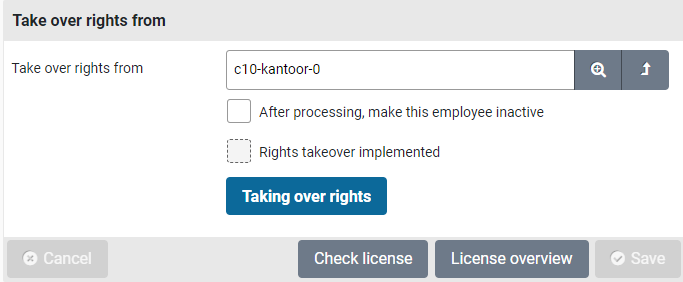 Take over rights from
Take over rights from
c10-kantoor-0
After processing, make this employee inactive
Rights takeover implemented
Taking over rights
Cancel
Check license
License overview
Save